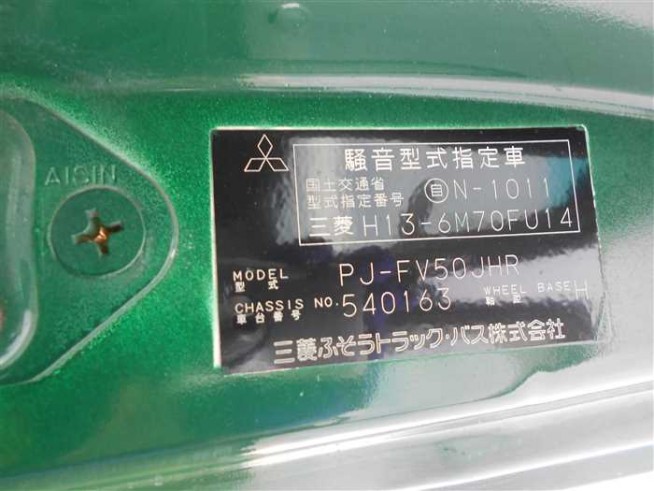 AISIN
騒音型式指定車
国土交通省
型式指定番号 自N-1011
三菱 H13-6M70FU14
MODEL PJ-FV50JHR
型式
CHASSIS NO. 540163 WHEEL BASE H
車台番号 軸距
三菱ふそうトラック・バス株式会社